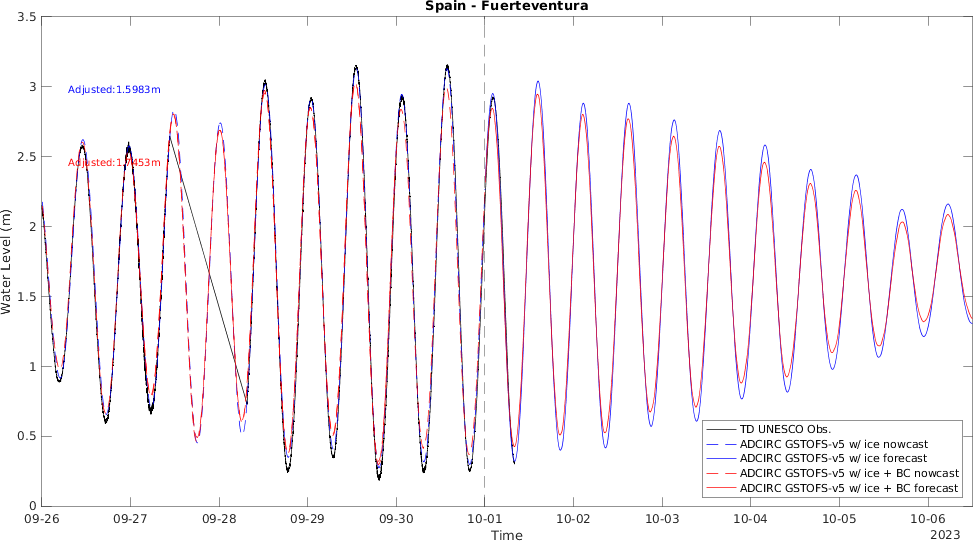 Spain - Fuerteventura
3.5
3
2.5
2
1.5
1
0.5
0
Water Level (m)
Adjusted:1.5983m
Adjusted:1.7453m
TD UNESCO Obs.
ADCIRC GSTOFS-v5 w/ ice nowcast
ADCIRC GSTOFS-v5 w/ ice forecast
ADCIRC GSTOFS-v5 w/ ice + BC nowcast
ADCIRC GSTOFS-v5 w/ ice + BC forecast
09-26 09-27 09-28 09-29 09-30 10-01 10-02 10-03 10-04 10-05 10-06
Time
2023